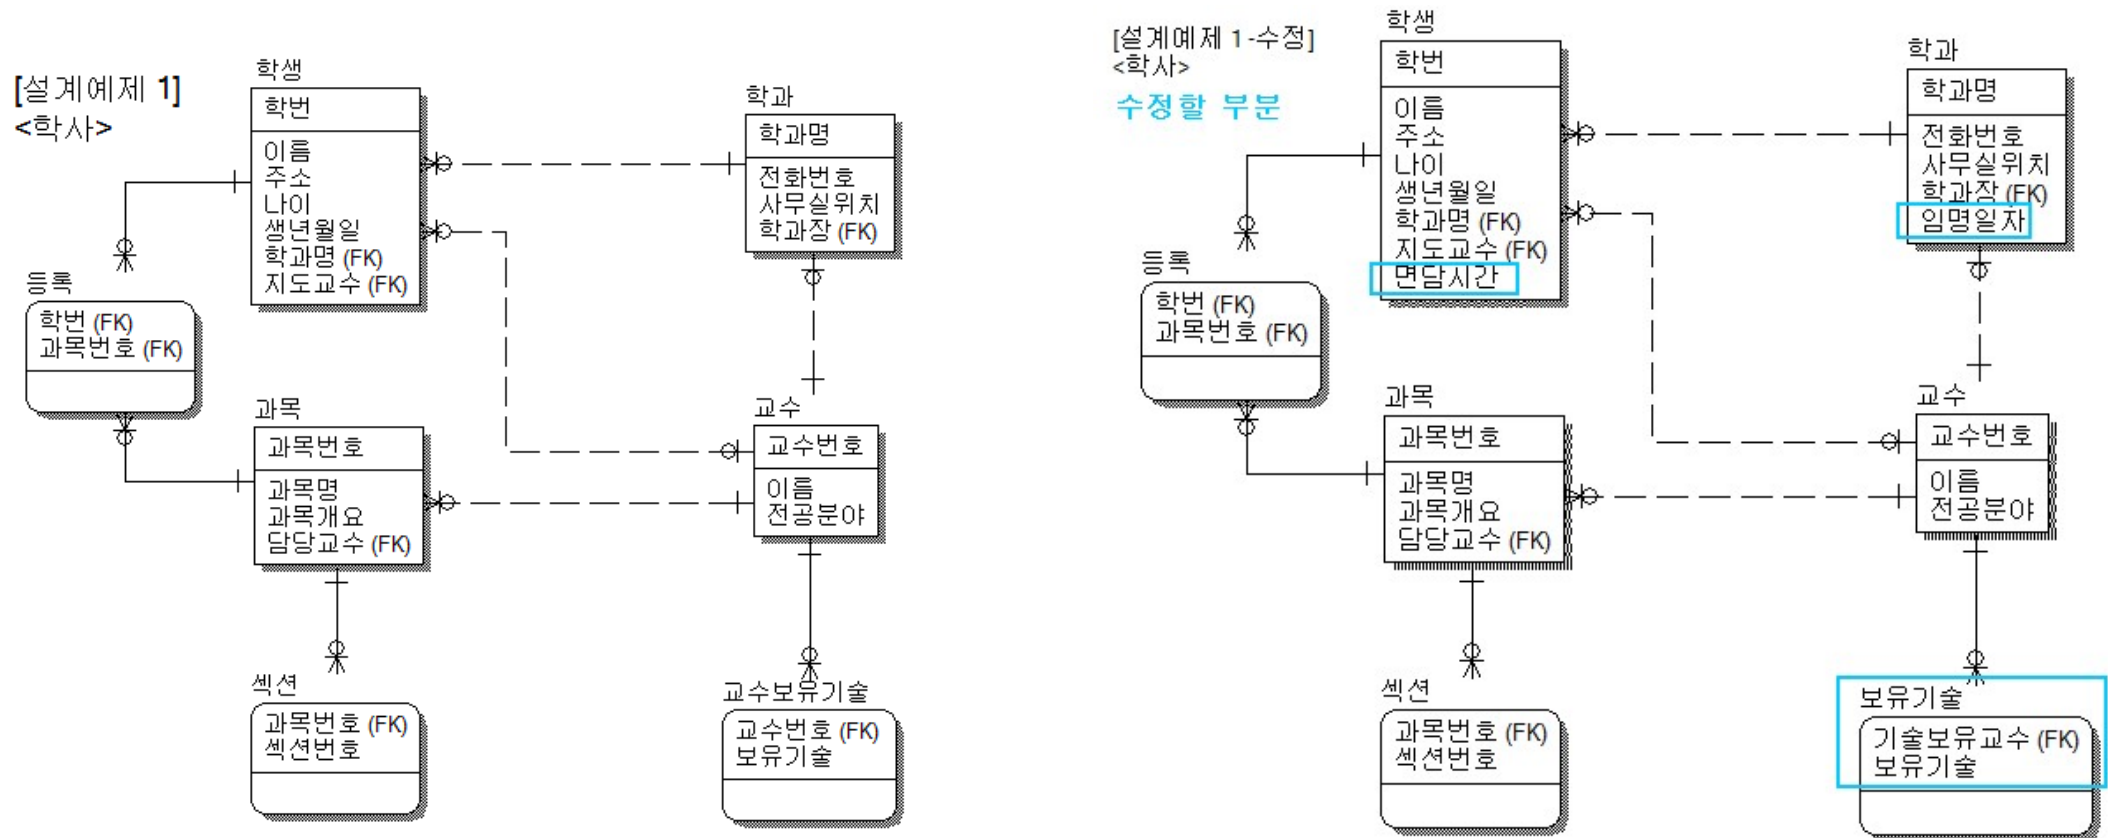 [설계예제 1]
<학사>
학생
학번
이름
주소
나이
생년월일
학과명 (FK)
지도교수 (FK)
학과
학과명
전화번호
사무실위치
학과장 (FK)
등록
학번 (FK)
과목번호 (FK)
과목
과목번호
과목명
과목개요
담당교수 (FK)
교수
교수번호
이름
전공분야
섹션
과목번호 (FK)
섹션번호
교수보유기술
교수번호 (FK)
보유기술
[설계예제 1-수정]
<학사>
수정할 부분
학생
학번
이름
주소
나이
생년월일
학과명 (FK)
지도교수 (FK)
면담시간
학과
학과명
전화번호
사무실위치
학과장 (FK)
임명일자
등록
학번 (FK)
과목번호 (FK)
과목
과목번호
과목명
과목개요
담당교수 (FK)
교수
교수번호
이름
전공분야
섹션
과목번호 (FK)
섹션번호
보유기술
기술보유교수 (FK)
보유기술